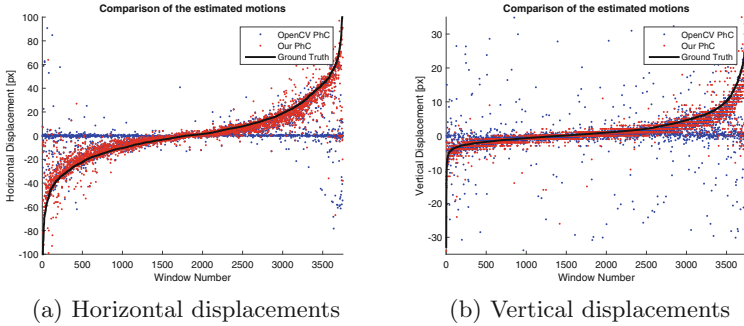 Comparison of the estimated motions
OpenCV PhC
Our PhC
Ground Truth
Horizontal Displacement [px]
100
80
60
40
20
0
-20
-40
-60
-80
-100
0 500 1000 1500 2000 2500 3000 3500
Window Number
(a) Horizontal displacements
Comparison of the estimated motions
OpenCV PhC
Our PhC
Ground Truth
Vertical Displacement [px]
30
20
10
0
-10
-20
-30
0 500 1000 1500 2000 2500 3000 3500
Window Number
(b) Vertical displacements